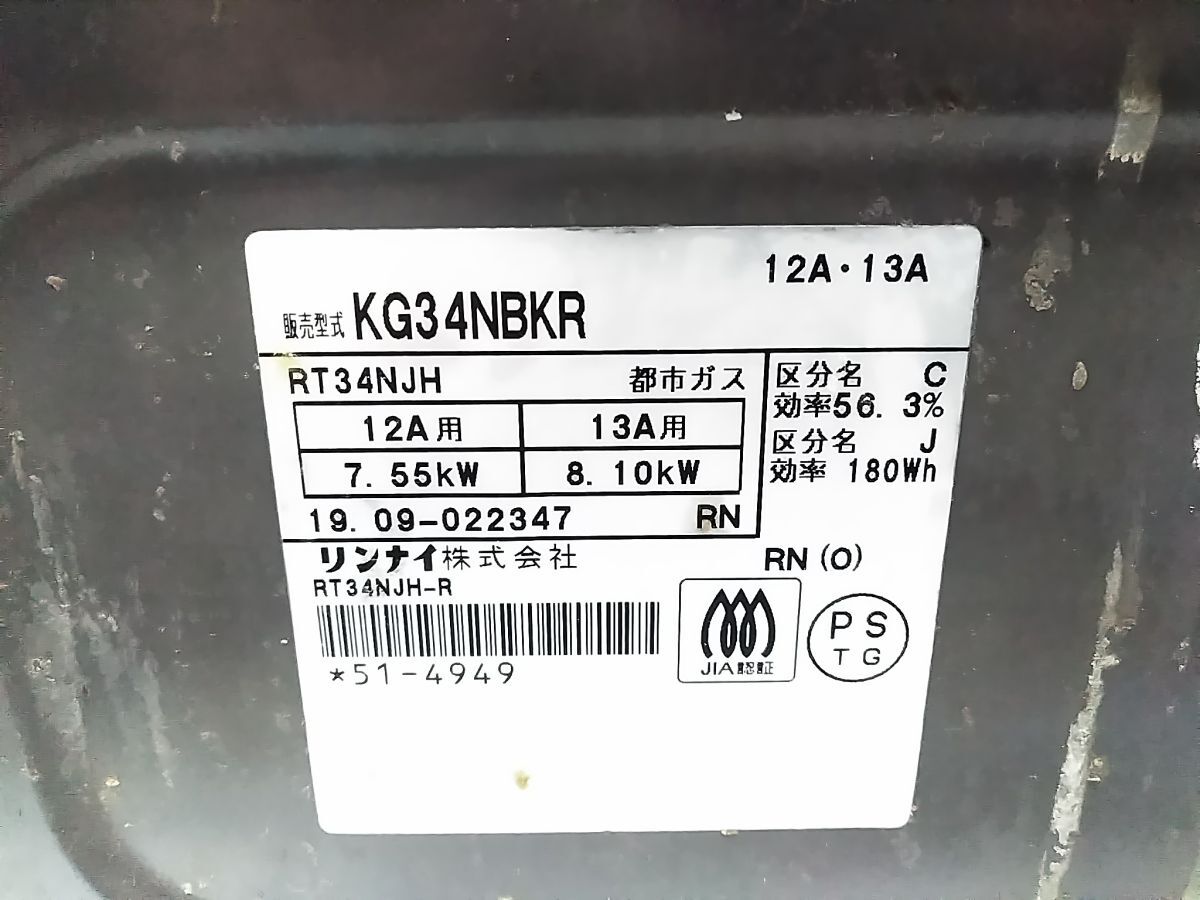 12A・13A
販売型式 KG34NBKR
RT34NJH 都市ガス
12A用 13A用
7.55kW 8.10kW
19.09-022347 RN
区分名 C
効率56.3%
区分名 J
効率 180Wh
リンナイ株式会社 RN(O)
RT34NJH-R
*51-4949
JIA認証
PS
TG